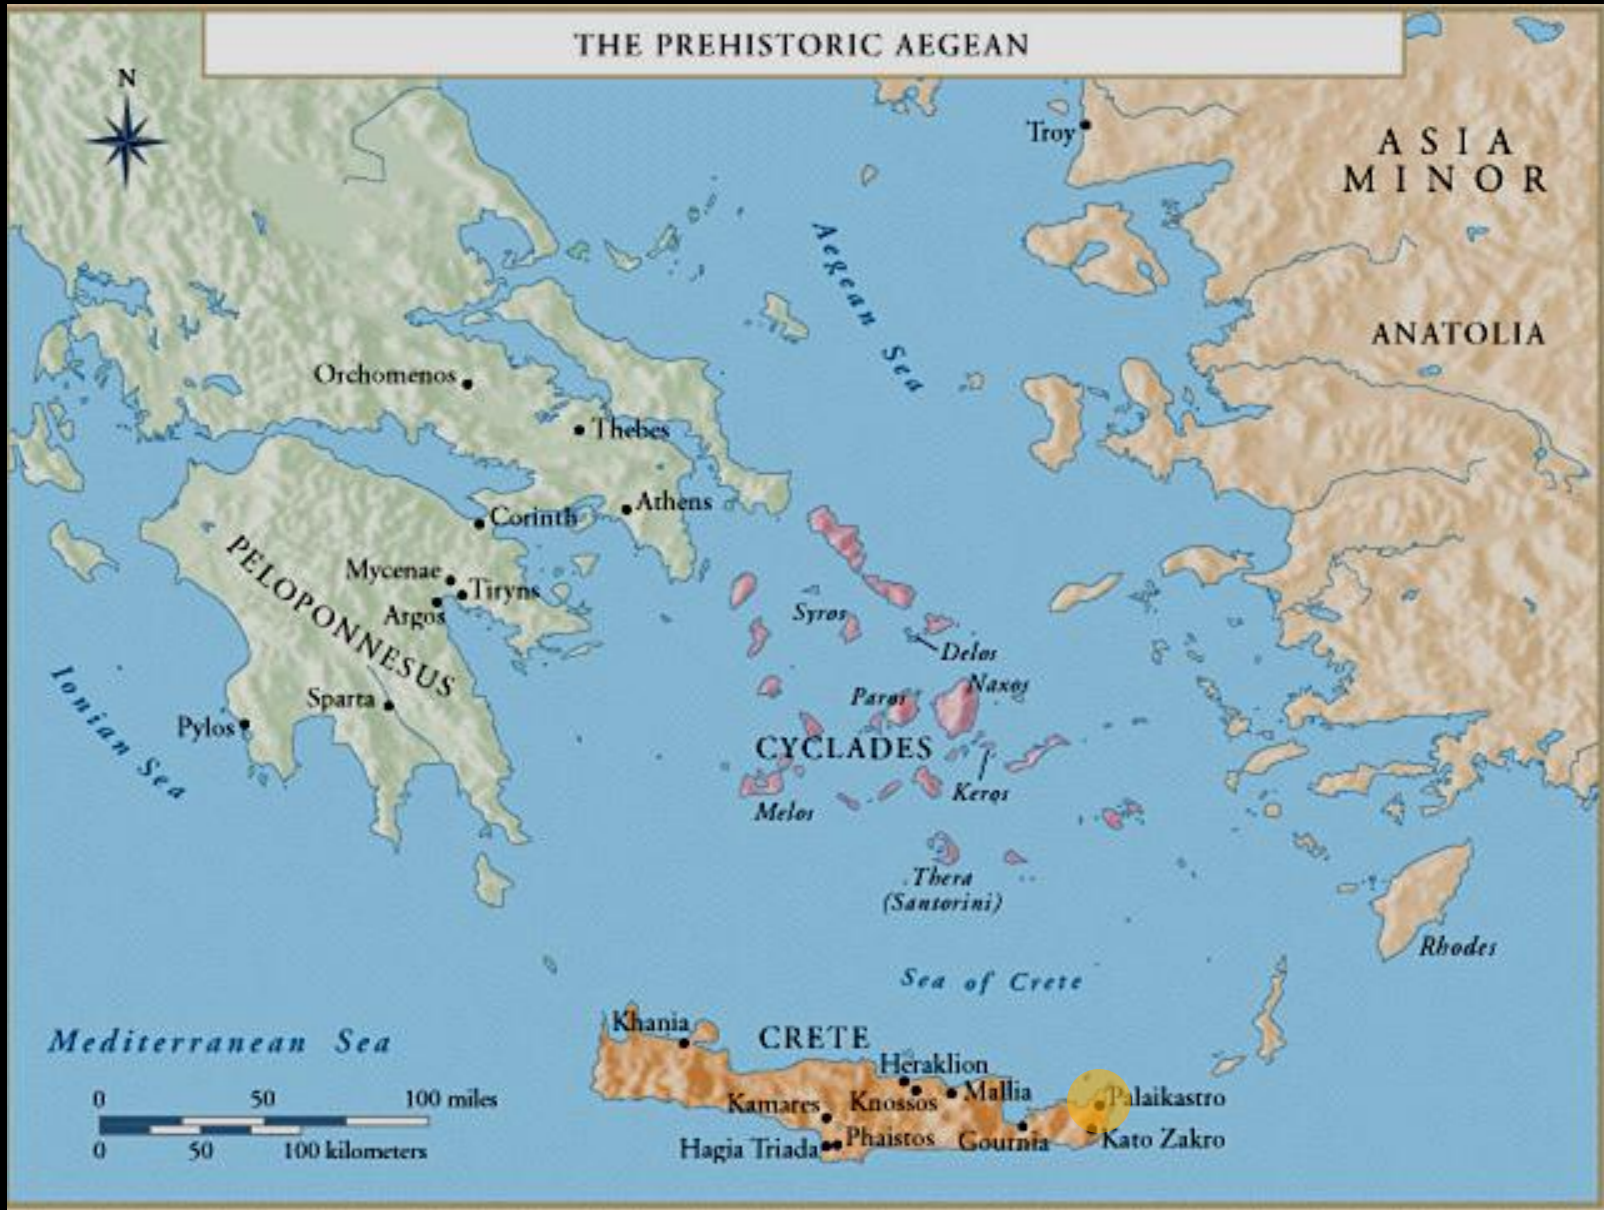 THE PREHISTORIC AEGEAN
N
Troy
ASIA
MINOR
Aegean Sea
ANATOLIA
Orchomenos
Thebes
Athens
Corinth
Mycenae
Tiryns
Argos
PELOPONNESUS
Syros
Delos
Ionian Sea
Sparta
Paros
Naxos
Pylos
CYCLADES
Keros
Melos
Thera
(Santorini)
Rhodes
Sea of Crete
Khania
CRETE
Mediterranean Sea
Heraklion
Mallia
Palaikastro
Kamares
Knossos
Hagia Triada
Phaistos
Gournia
Kato Zakro
0 50 100 miles
0 50 100 kilometers